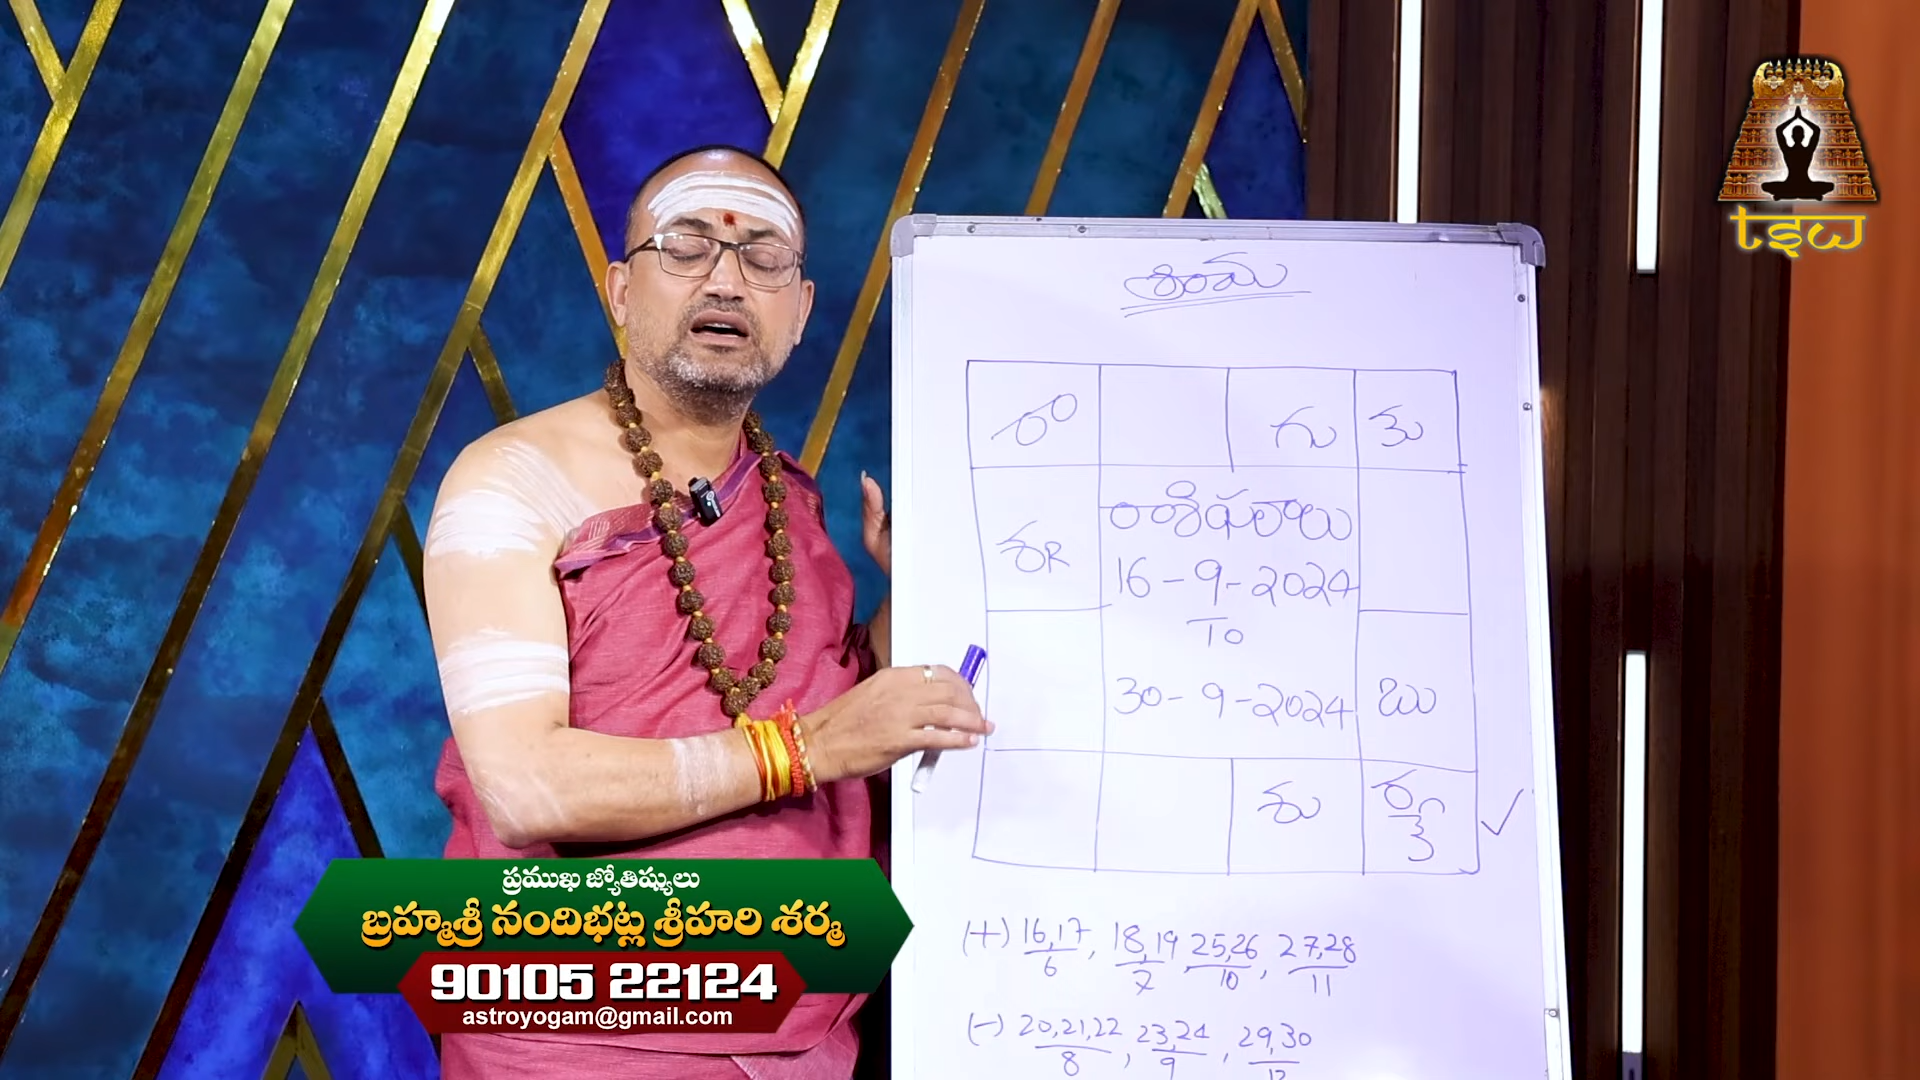 tsw
సింహ
రా
గు
కు
శR
రాశిఫలాలు
16-9-2024
To
30-9-2024
బు
శు
ర
కే
(+) 16,17, 18,19, 25,26, 27,28
6 7 10 11
(-) 20,21,22, 23,24, 29,30
8 9 12
ప్రముఖ జ్యోతిష్యులు
బ్రహ్మశ్రీ నందిభట్ల శ్రీహరి శర్మ
90105 22124
astroyogam@gmail.com